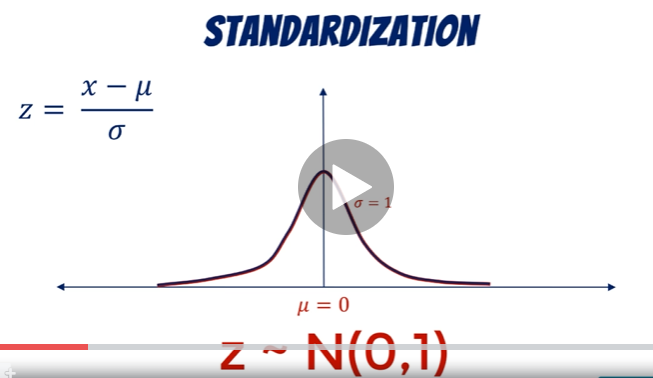 STANDARDIZATION
z = x − μ / σ
σ = 1
μ = 0
z ~ N(0,1)